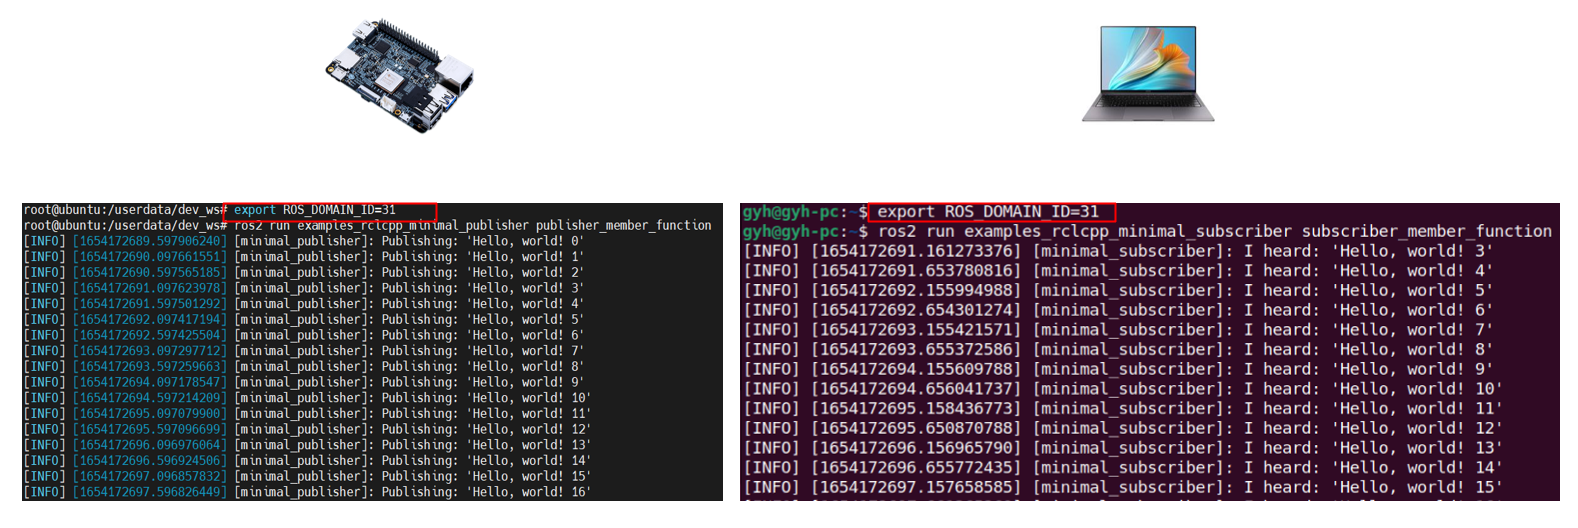 root@ubuntu:/userdata/dev_ws# export ROS_DOMAIN_ID=31
root@ubuntu:/userdata/dev_ws# ros2 run examples_rclcpp_minimal_publisher publisher_member_function
[INFO] [1654172689.597906240] [minimal_publisher]: Publishing: 'Hello, world! 0'
[INFO] [1654172690.097661551] [minimal_publisher]: Publishing: 'Hello, world! 1'
[INFO] [1654172690.597565185] [minimal_publisher]: Publishing: 'Hello, world! 2'
[INFO] [1654172691.097623978] [minimal_publisher]: Publishing: 'Hello, world! 3'
[INFO] [1654172691.597501292] [minimal_publisher]: Publishing: 'Hello, world! 4'
[INFO] [1654172692.097417194] [minimal_publisher]: Publishing: 'Hello, world! 5'
[INFO] [1654172692.597425504] [minimal_publisher]: Publishing: 'Hello, world! 6'
[INFO] [1654172693.097297712] [minimal_publisher]: Publishing: 'Hello, world! 7'
[INFO] [1654172693.597259663] [minimal_publisher]: Publishing: 'Hello, world! 8'
[INFO] [1654172694.097178547] [minimal_publisher]: Publishing: 'Hello, world! 9'
[INFO] [1654172694.597214209] [minimal_publisher]: Publishing: 'Hello, world! 10'
[INFO] [1654172695.097079900] [minimal_publisher]: Publishing: 'Hello, world! 11'
[INFO] [1654172695.597096699] [minimal_publisher]: Publishing: 'Hello, world! 12'
[INFO] [1654172696.096976064] [minimal_publisher]: Publishing: 'Hello, world! 13'
[INFO] [1654172696.596924506] [minimal_publisher]: Publishing: 'Hello, world! 14'
[INFO] [1654172697.096857832] [minimal_publisher]: Publishing: 'Hello, world! 15
[INFO] [1654172697.596826449] [minimal_publisher]: Publishing: 'Hello, world! 16'
gyh@gyh-pc:~$ export ROS_DOMAIN_ID=31
gyh@gyh-pc:~$ ros2 run examples_rclcpp_minimal_subscriber subscriber_member_function
[INFO] [1654172691.161273376] [minimal_subscriber]: I heard: 'Hello, world! 3'
[INFO] [1654172691.653780816] [minimal_subscriber]: I heard: 'Hello, world! 4'
[INFO] [1654172692.155994988] [minimal_subscriber]: I heard: 'Hello, world! 5'
[INFO] [1654172692.654301274] [minimal_subscriber]: I heard: 'Hello, world! 6'
[INFO] [1654172693.155421571] [minimal_subscriber]: I heard: 'Hello, world! 7'
[INFO] [1654172693.655372586] [minimal_subscriber]: I heard: 'Hello, world! 8'
[INFO] [1654172694.155609788] [minimal_subscriber]: I heard: 'Hello, world! 9'
[INFO] [1654172694.656041737] [minimal_subscriber]: I heard: 'Hello, world! 10'
[INFO] [1654172695.158436773] [minimal_subscriber]: I heard: 'Hello, world! 11'
[INFO] [1654172695.650870788] [minimal_subscriber]: I heard: 'Hello, world! 12'
[INFO] [1654172696.156965790] [minimal_subscriber]: I heard: 'Hello, world! 13'
[INFO] [1654172696.655772435] [minimal_subscriber]: I heard: 'Hello, world! 14'
[INFO] [1654172697.157658585] [minimal_subscriber]: I heard: 'Hello, world! 15'